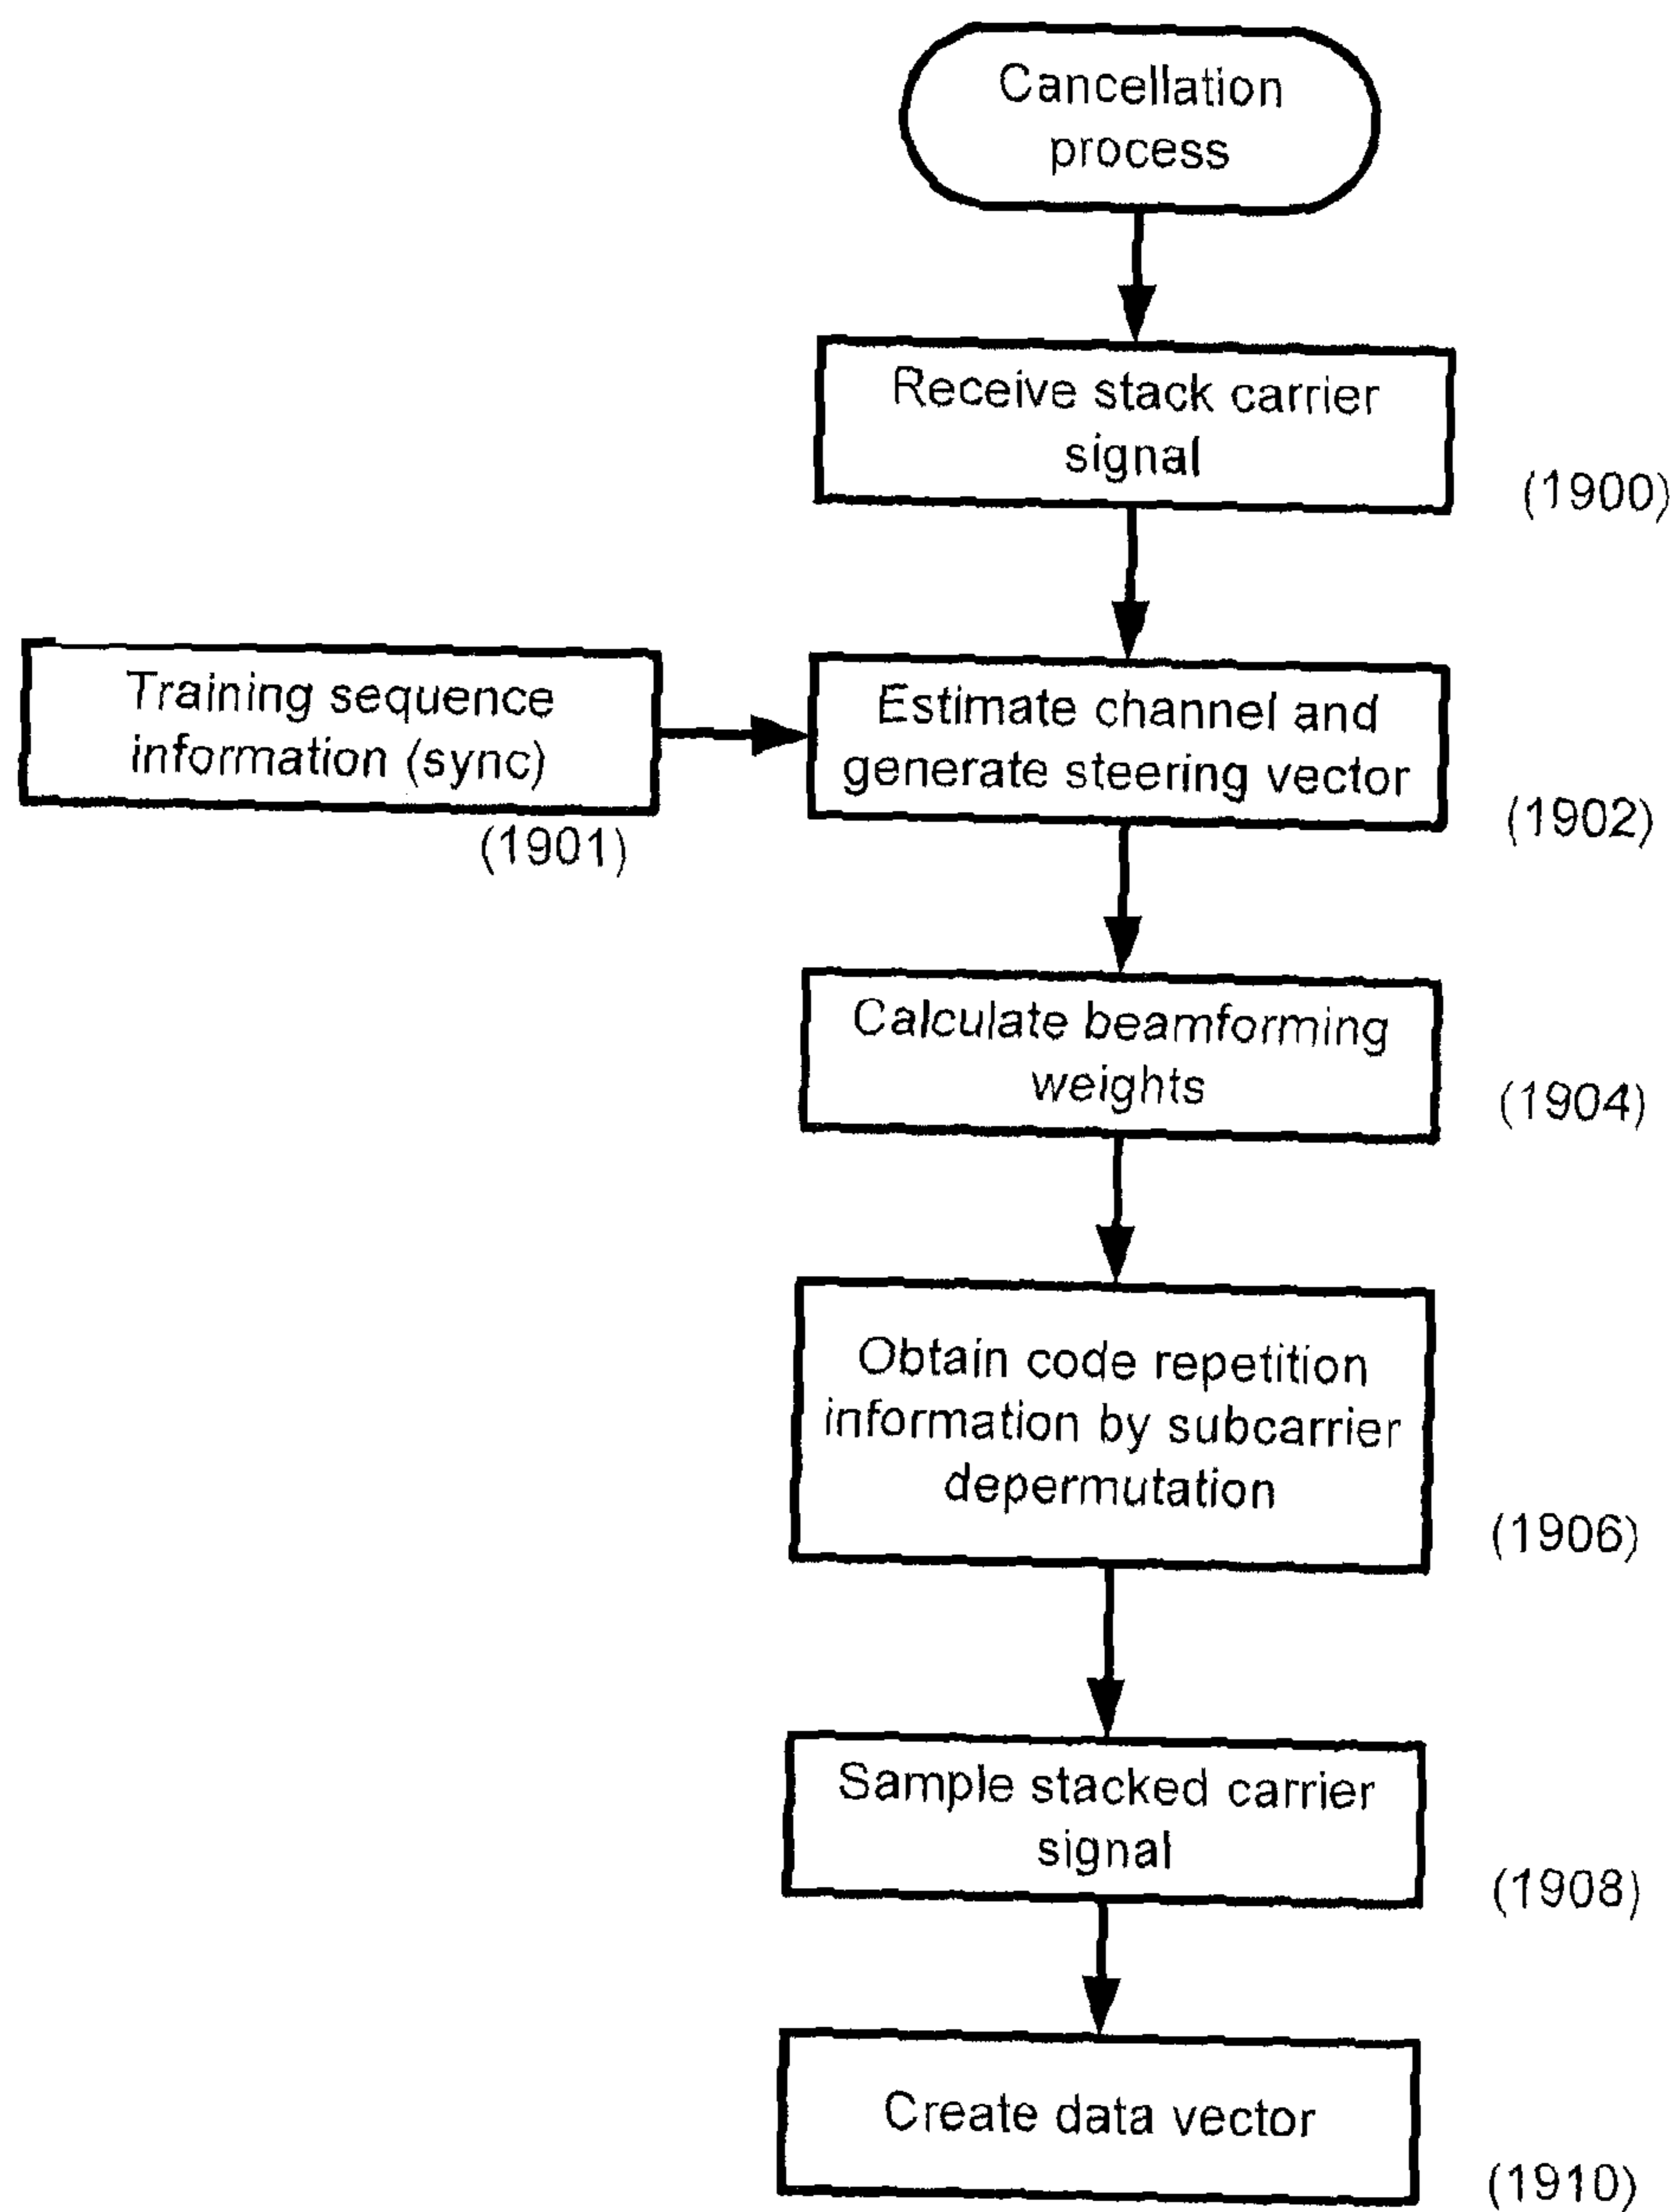 Cancellation
process
Receive stack carrier
signal
(1900)
Training sequence
information (sync)
(1901)
Estimate channel and
generate steering vector
(1902)
Calculate beamforming
weights
(1904)
Obtain code repetition
information by subcarrier
depermutation
(1906)
Sample stacked carrier
signal
(1908)
Create data vector
(1910)